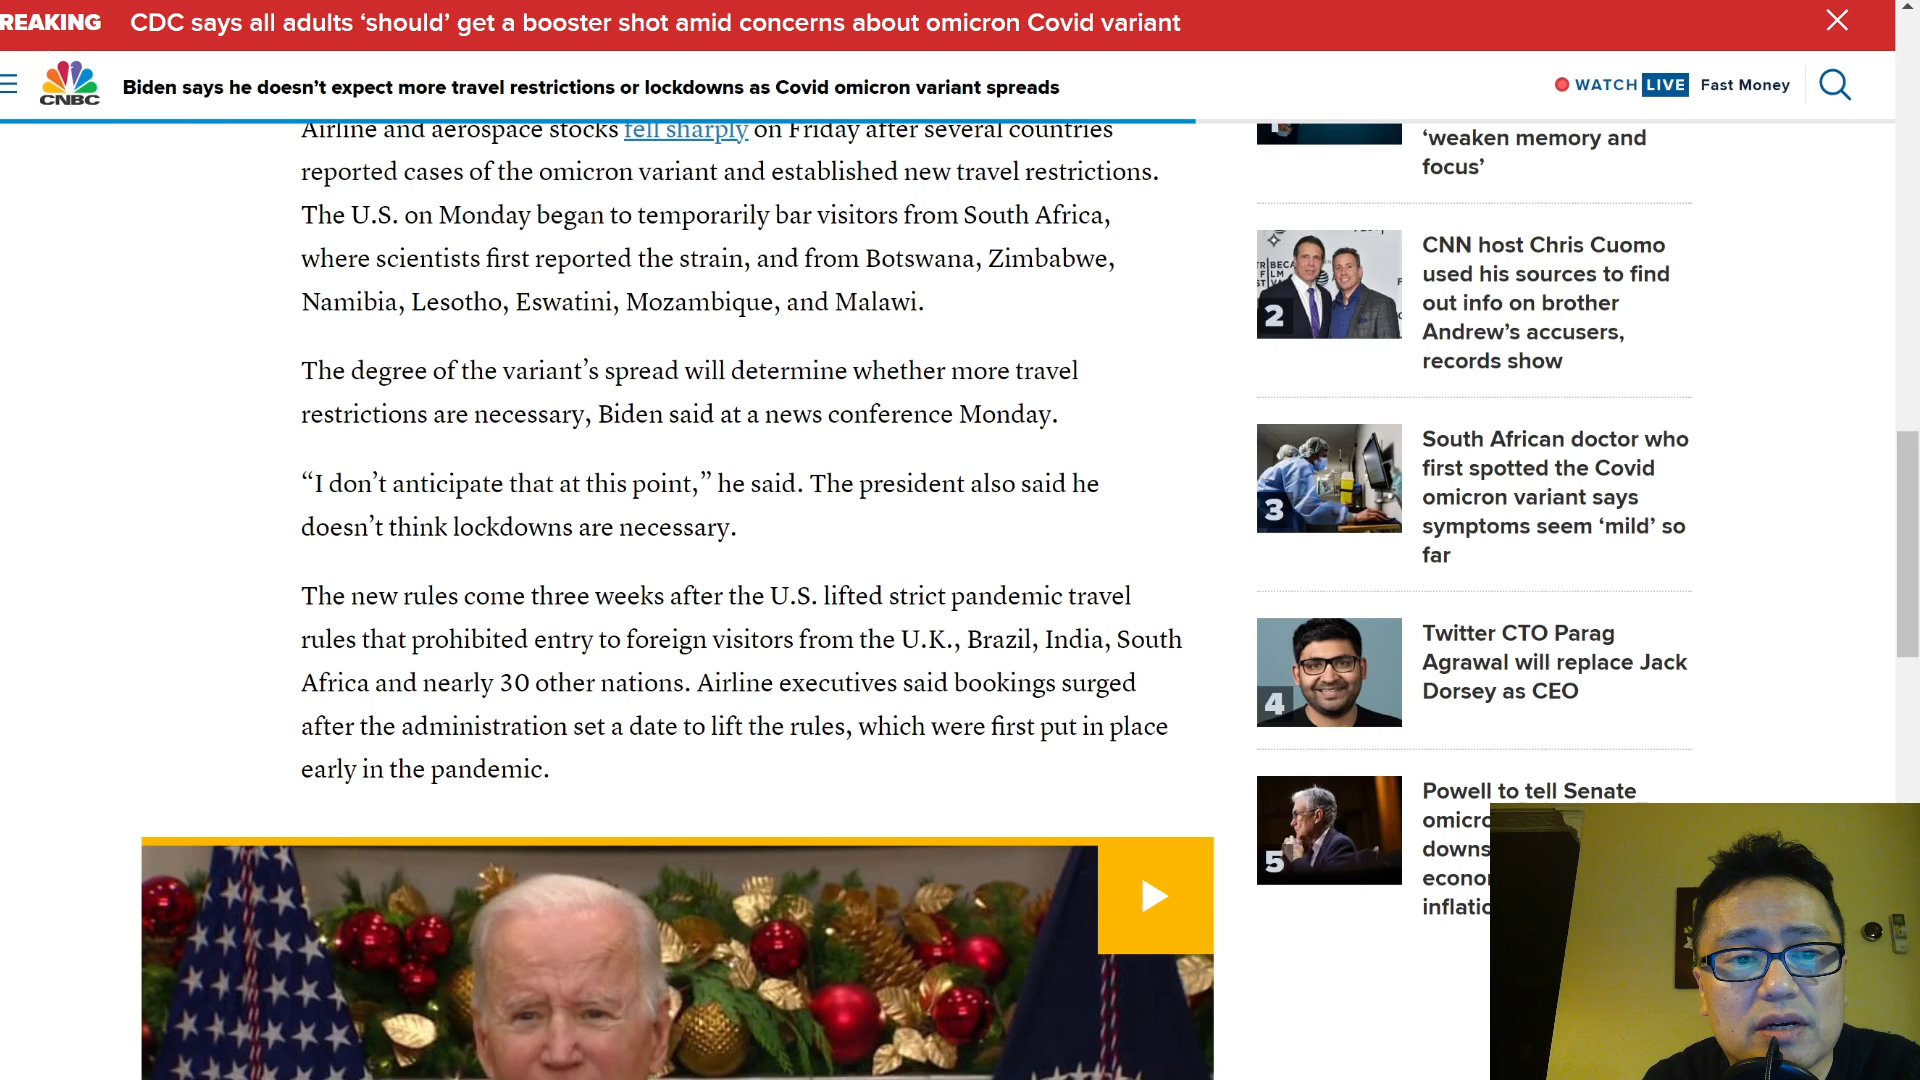 REAKING CDC says all adults ‘should’ get a booster shot amid concerns about omicron Covid variant
CNBC
Biden says he doesn’t expect more travel restrictions or lockdowns as Covid omicron variant spreads
WATCH LIVE Fast Money
Airline and aerospace stocks fell sharply on Friday after several countries
reported cases of the omicron variant and established new travel restrictions.
The U.S. on Monday began to temporarily bar visitors from South Africa,
where scientists first reported the strain, and from Botswana, Zimbabwe,
Namibia, Lesotho, Eswatini, Mozambique, and Malawi.
The degree of the variant’s spread will determine whether more travel
restrictions are necessary, Biden said at a news conference Monday.
“I don’t anticipate that at this point,” he said. The president also said he
doesn’t think lockdowns are necessary.
The new rules come three weeks after the U.S. lifted strict pandemic travel
rules that prohibited entry to foreign visitors from the U.K., Brazil, India, South
Africa and nearly 30 other nations. Airline executives said bookings surged
after the administration set a date to lift the rules, which were first put in place
early in the pandemic.
‘weaken memory and
focus’
2
CNN host Chris Cuomo
used his sources to find
out info on brother
Andrew’s accusers,
records show
3
South African doctor who
first spotted the Covid
omicron variant says
symptoms seem ‘mild’ so
far
4
Twitter CTO Parag
Agrawal will replace Jack
Dorsey as CEO
5
Powell to tell Senate
omicr
downs
econo
inflatio